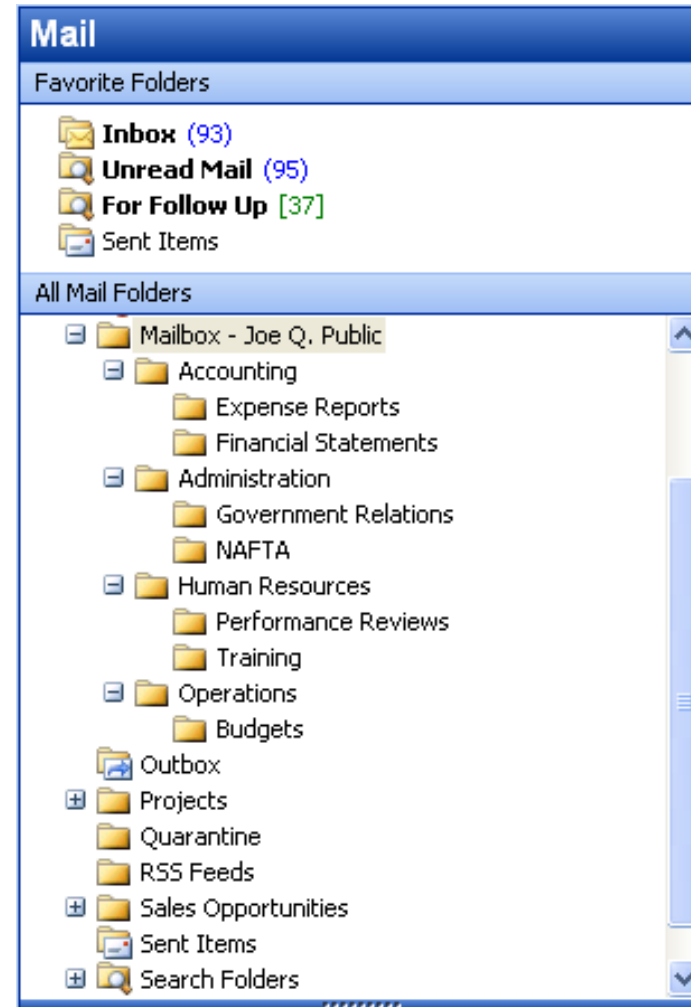 Mail
Favorite Folders
Inbox (93)
Unread Mail (95)
For Follow Up [37]
Sent Items
All Mail Folders
Mailbox - Joe Q. Public
Accounting
Expense Reports
Financial Statements
Administration
Government Relations
NAFTA
Human Resources
Performance Reviews
Training
Operations
Budgets
Outbox
Projects
Quarantine
RSS Feeds
Sales Opportunities
Sent Items
Search Folders